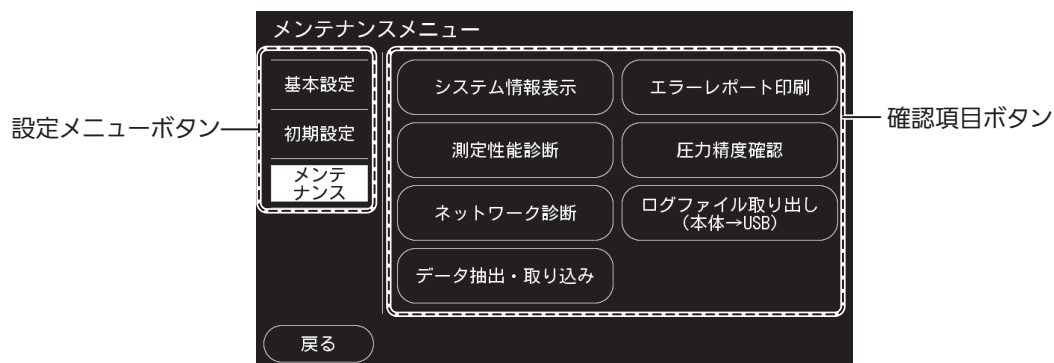 メンテナンスメニュー
基本設定
初期設定
メンテ
ナンス
設定メニューボタン
システム情報表示
エラーレポート印刷
測定性能診断
圧力精度確認
ネットワーク診断
ログファイル取り出し
(本体→USB)
データ抽出・取り込み
確認項目ボタン
戻る